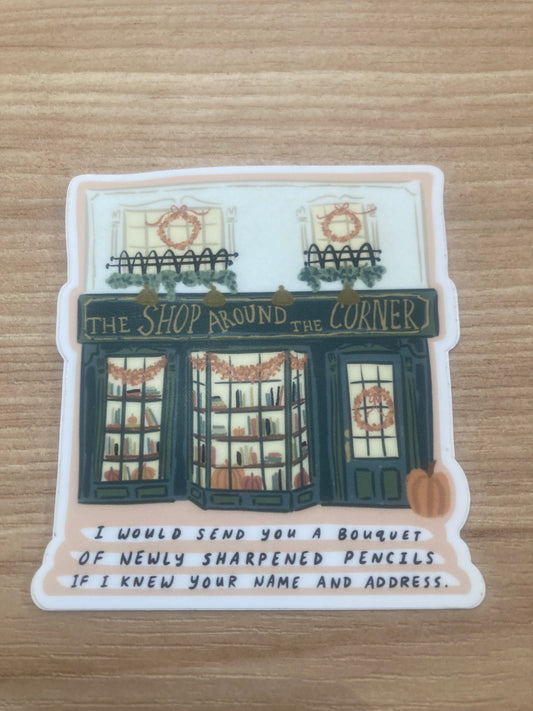 THE SHOP AROUND THE CORNER
I WOULD SEND YOU A BOUQUET
OF NEWLY SHARPENED PENCILS
IF I KNEW YOUR NAME AND ADDRESS.